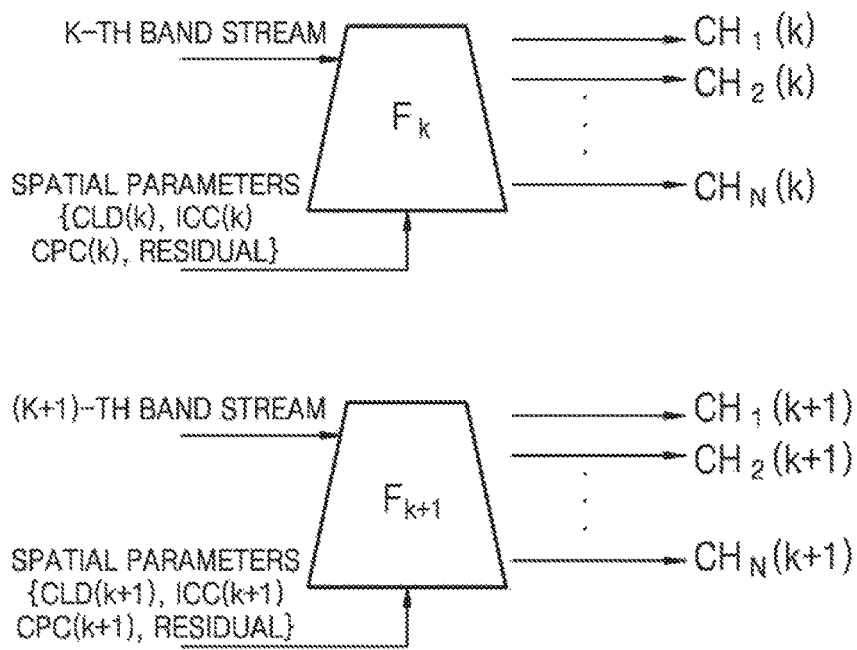 K-TH BAND STREAM
F k
CH 1 (k)
CH 2 (k)
CH N (k)
SPATIAL PARAMETERS
{CLD(k), ICC(k)
CPC(k), RESIDUAL}
(K+1)-TH BAND STREAM
F k+1
CH 1 (k+1)
CH 2 (k+1)
CH N (k+1)
SPATIAL PARAMETERS
{CLD(k+1), ICC(k+1)
CPC(k+1), RESIDUAL}